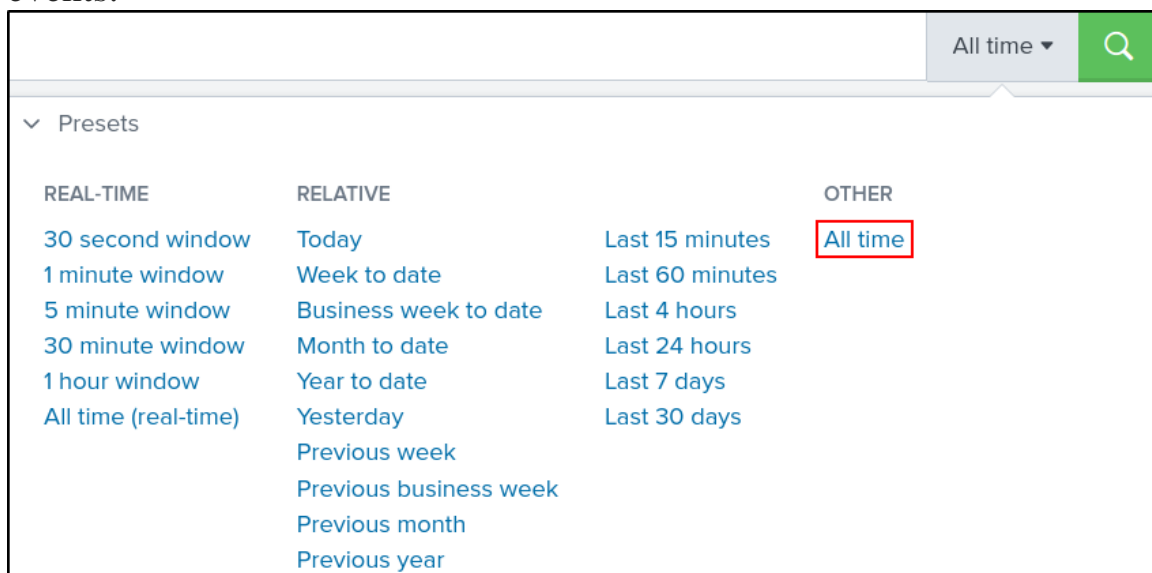 events.
All time
Presets
REAL-TIME
30 second window
1 minute window
5 minute window
30 minute window
1 hour window
All time (real-time)
RELATIVE
Today
Week to date
Business week to date
Month to date
Year to date
Yesterday
Previous week
Previous business week
Previous month
Previous year
Last 15 minutes
Last 60 minutes
Last 4 hours
Last 24 hours
Last 7 days
Last 30 days
OTHER
All time